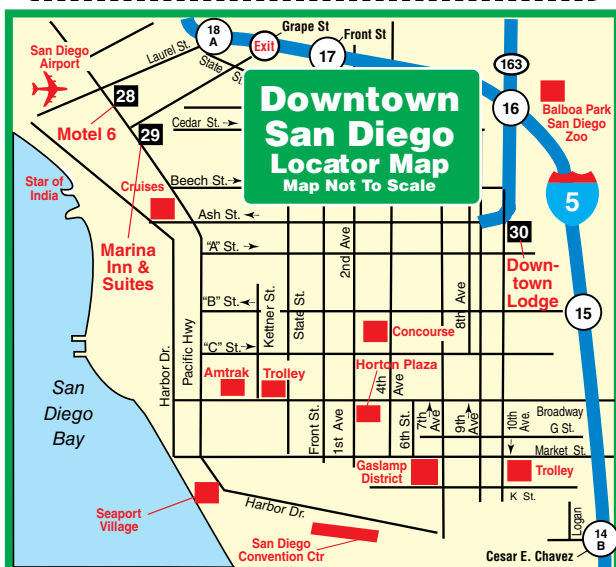 18
A
Exit
Grape St
17
Front St
San Diego
Airport
Laurel St.
State St
163
28
Motel 6
29
Cedar St.
Downtown
San Diego
Locator Map
Map Not To Scale
16
Balboa Park
San Diego
Zoo
Star of
India
Cruises
Beech St.
Ash St.
5
30
Marina
Inn &
Suites
"A" St.
2nd Ave
Down-
town
Lodge
"B" St.
Kettner St.
State St.
8th Ave
15
Concourse
"C" St.
Harbor Dr.
Pacific Hwy
Amtrak
Trolley
Horton Plaza
4th
Ave
San
Diego
Bay
Front St.
1st Ave
6th St.
7th
Ave
9th
Ave
10th
Ave.
Broadway
G St.
Market St.
Gaslamp
District
Trolley
K St.
Seaport
Village
Harbor Dr.
San Diego
Convention Ctr
Logan
14
B
Cesar E. Chavez